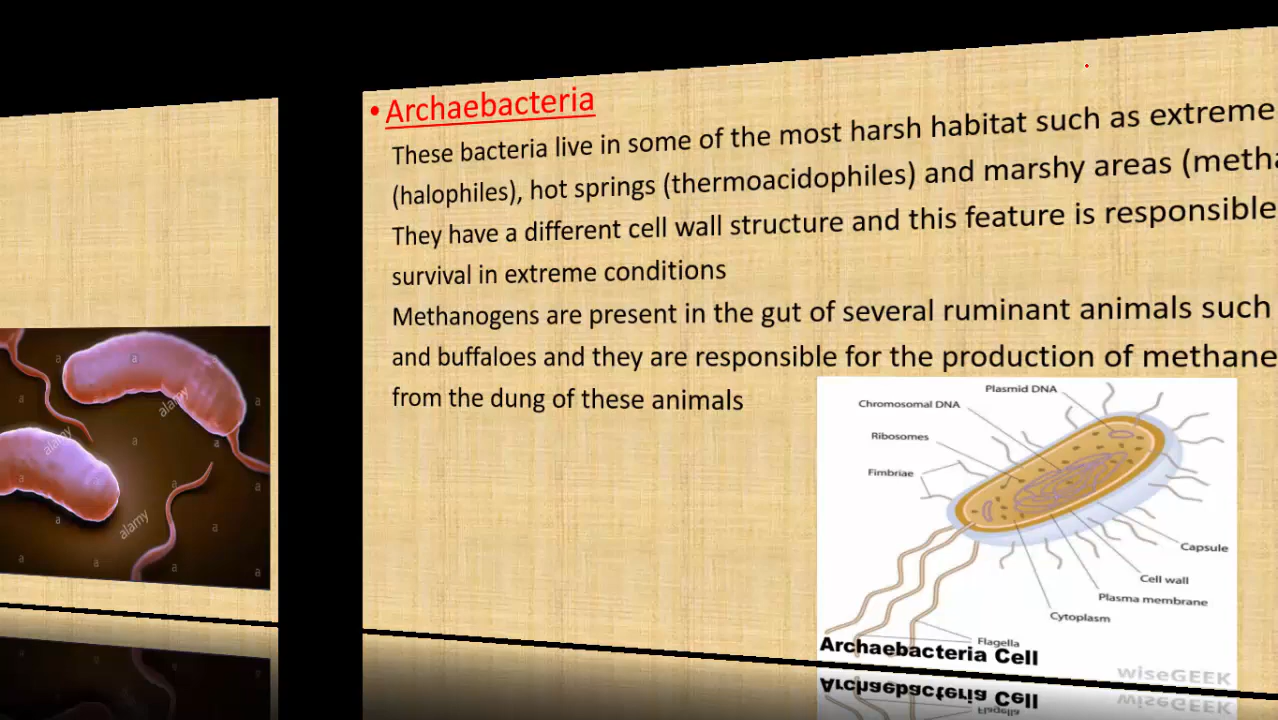 • Archaebacteria
These bacteria live in some of the most harsh habitat such as extreme
(halophiles), hot springs (thermoacidophiles) and marshy areas (metha
They have a different cell wall structure and this feature is responsible
survival in extreme conditions
Methanogens are present in the gut of several ruminant animals such
and buffaloes and they are responsible for the production of methane
from the dung of these animals
Plasmid DNA
Chromosomal DNA
Ribosomes
Fimbriae
Capsule
Cell wall
Plasma membrane
Cytoplasm
Flagella
Archaebacteria Cell
wiseGEEK
alamy
alamy
alamy
a
a
a
a
a
a
a
a
a
a
a
a